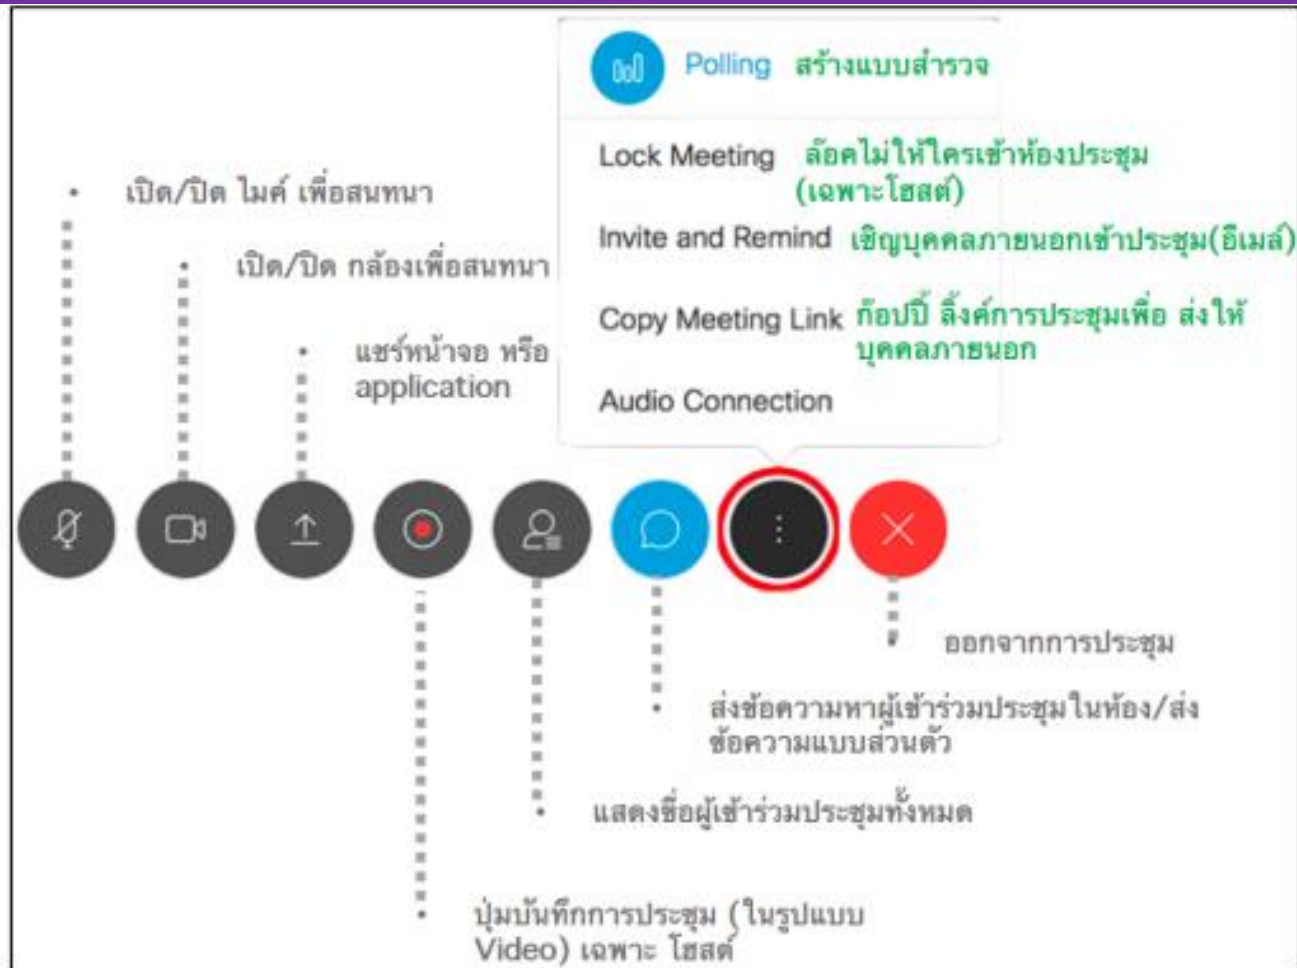 Polling สร้างแบบสำรวจ
Lock Meeting ล๊อคไม่ให้ใครเข้าห้องประชุม
(เฉพาะโฮสต์)
Invite and Remind เชิญบุคคลภายนอกเข้าประชุม(อีเมล์)
Copy Meeting Link ก๊อปปี้ ลิ้งค์การประชุมเพื่อ ส่งให้
บุคคลภายนอก
Audio Connection
• เปิด/ปิด ไมค์ เพื่อสนทนา
• เปิด/ปิด กล้องเพื่อสนทนา
• แชร์หน้าจอ หรือ
application
• ออกจากการประชุม
• ส่งข้อความหาผู้เข้าร่วมประชุมในห้อง/ส่ง
ข้อความแบบส่วนตัว
• แสดงชื่อผู้เข้าร่วมประชุมทั้งหมด
• ปุ่มบันทึกการประชุม (ในรูปแบบ
Video) เฉพาะ โฮสต์